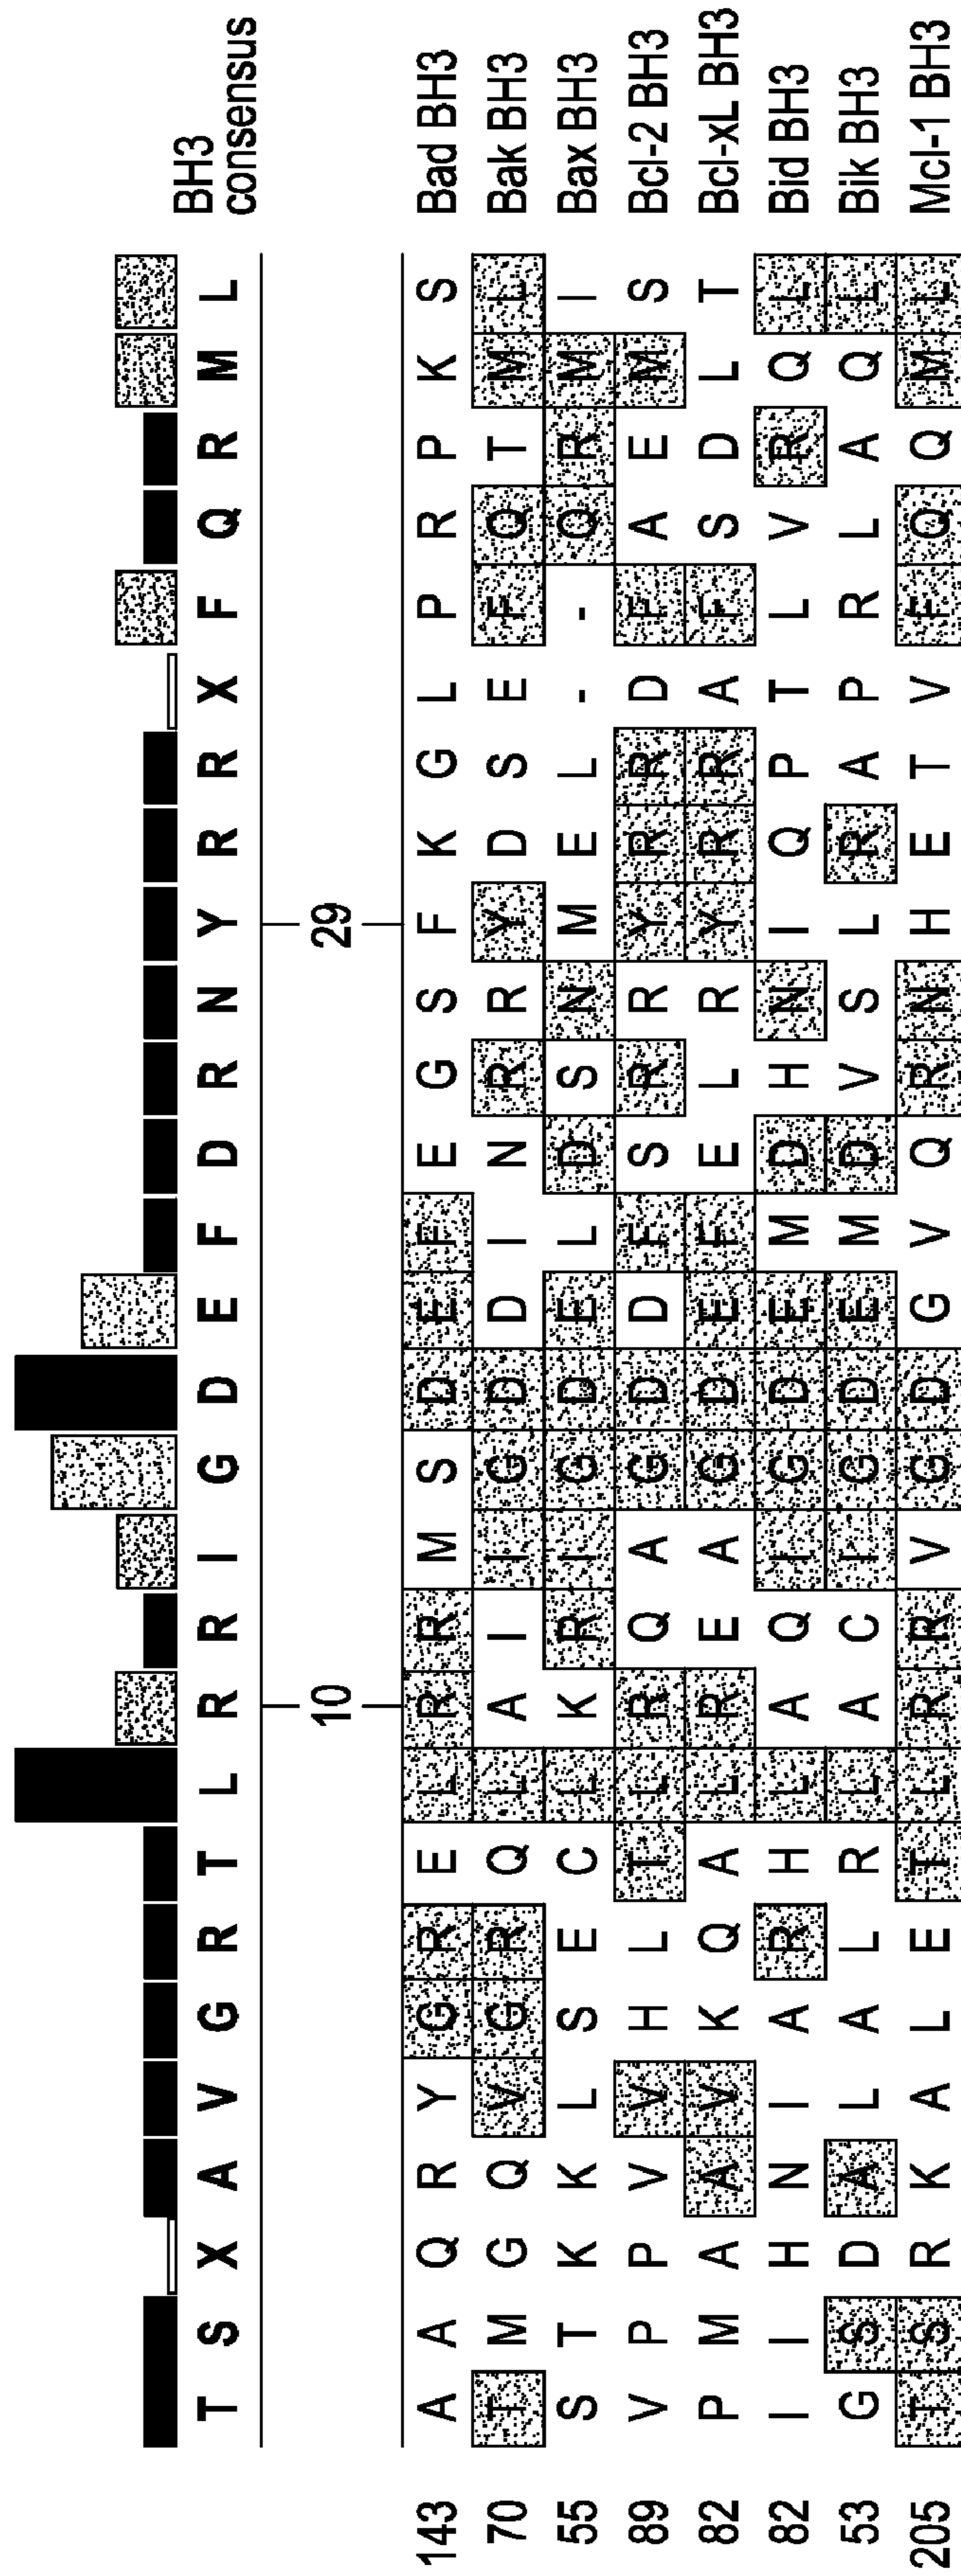 T S X A V G R T L R R I G D E F D R N Y R R X F Q R M L BH3
consensus
10 29
143 A A Q R Y G R E L R R M S D E F E G S F K G L P R P K S Bad BH3
70 T M G Q V G R Q L A I I G D D I N R R Y D S E F Q T M L Bak BH3
55 S T K K L S E C L K R I G D E L D S N M E L - - Q R M I Bax BH3
89 V P P V V H L T L R Q A G D D F S R R Y R R D F A E M S Bcl-2 BH3
82 P M A A V K Q A L R E A G D E F E L R Y R R A F S D L T Bcl-xL BH3
82 I I H N I A R H L A Q I G D E M D H N I Q P T L V R Q L Bid BH3
53 G S D A L A L R L A C I G D E M D V S L R A P R L A Q L Bik BH3
205 T S R K A L E T L R R V G D G V Q R N H E T V F Q Q M L Mcl-1 BH3